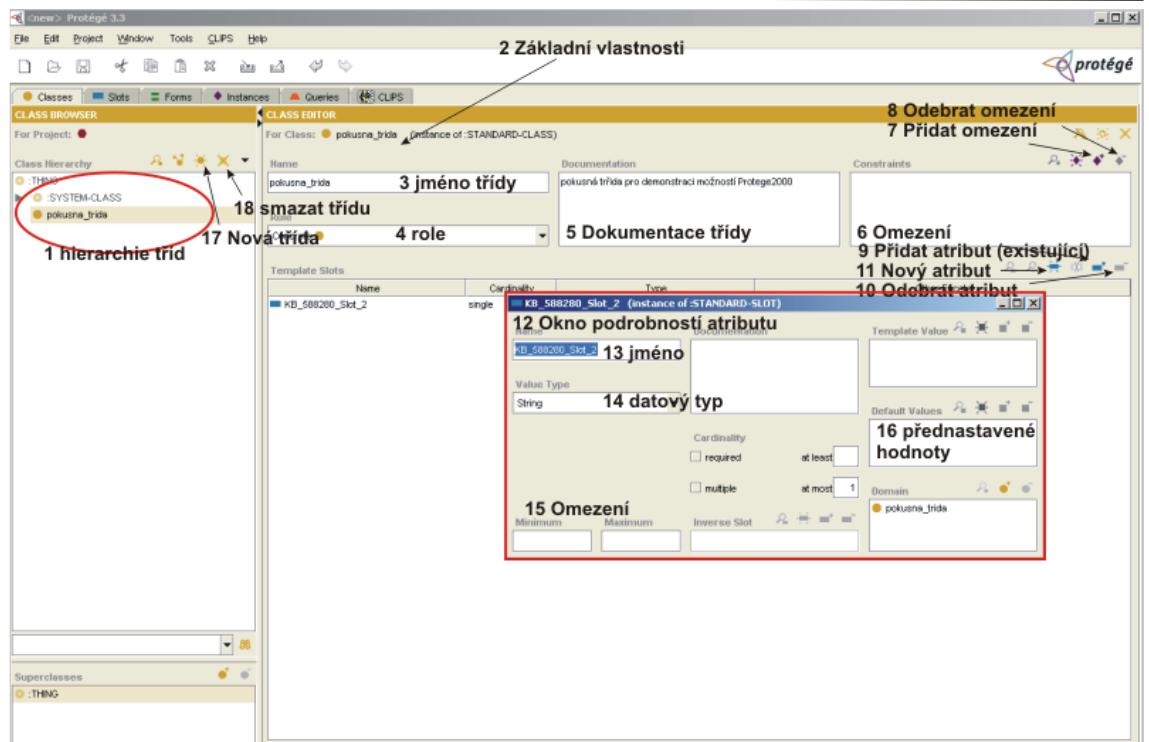 <new> Protégé 3.3
File Edit Project Window Tools CLIPS Help
2 Základní vlastnosti
protégé
Classes Slots Forms Instances Queries CLIPS
CLASS BROWSER
CLASS EDITOR
8 Odebrat omezení
For Project:
For Class: pokusna_trida (instance of :STANDARD-CLASS)
7 Přidat omezení
Class Hierarchy
Name
Documentation
Constraints
:THING
:SYSTEM-CLASS
pokusna_trida
pokusna_trida
3 jméno třídy
pokusná tířida pro demonstraci možností Protege2000
18 smazat třídu
Role
17 Nová třída
4 role
5 Dokumentace třídy
6 Omezení
1 hierarchie tříd
9 Přidat atribut (existující)
Template Slots
11 Nový atribut
Name Cardinality Type
10 Odebrat atribut
KB_588280_Slot_2 single
KB_588280_Slot_2 (instance of :STANDARD-SLOT)
12 Okno podrobností atributu
Name
Documentation
Template Value
KB_588280_Slot_2
13 jméno
Value Type
String
14 datový typ
Default Values
16 přednastavené
hodnoty
Cardinality
required at least
multiple at most 1
Domain
pokusna_trida
15 Omezení
Minimum Maximum Inverse Slot
Superclasses
:THING